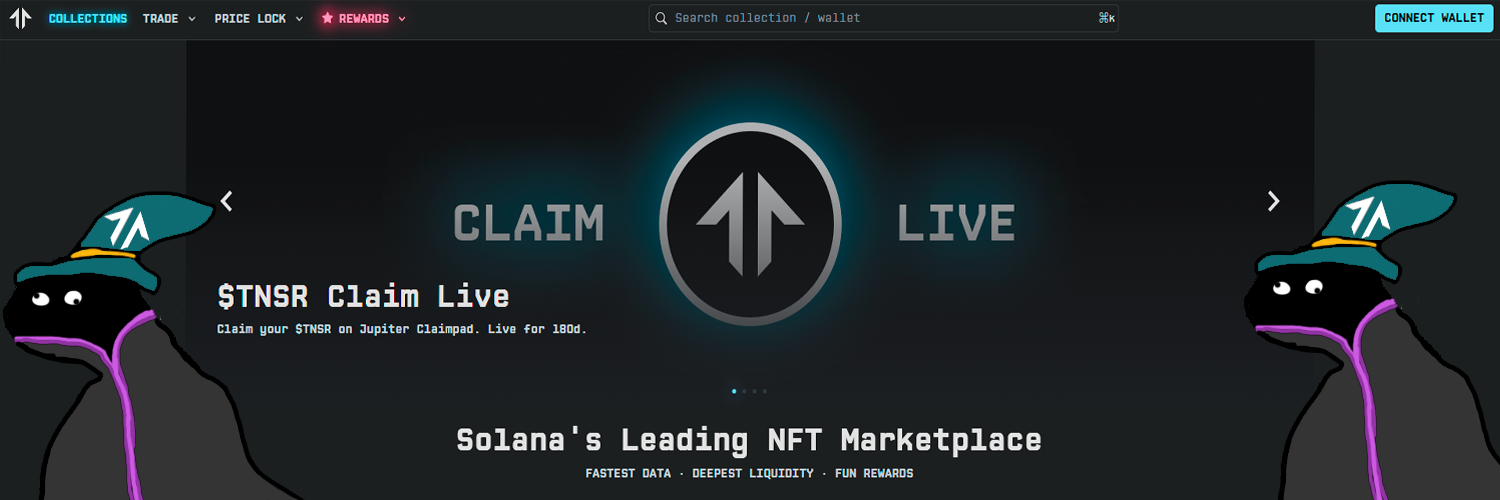 COLLECTIONS TRADE PRICE LOCK REWARDS Search collection / wallet ⌘K CONNECT WALLET
CLAIM LIVE
$TNSR Claim Live
Claim your $TNSR on Jupiter Claimpad. Live for 180d.
Solana's Leading NFT Marketplace
FASTEST DATA · DEEPEST LIQUIDITY · FUN REWARDS